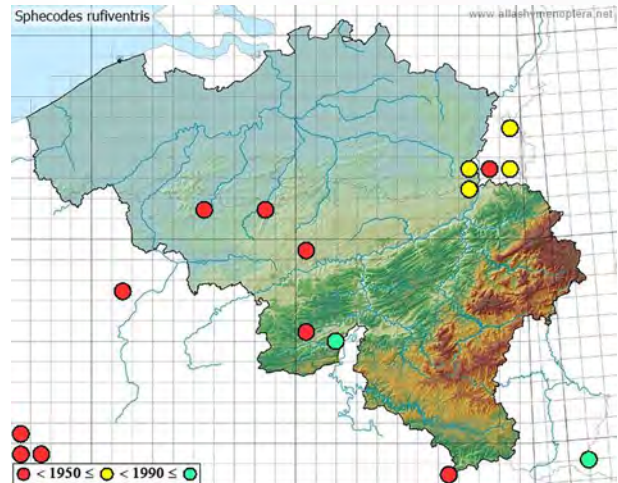 Sphecodes rufiventris
www.atlashymenoptera.net
< 1950 ≤ < 1990 ≤